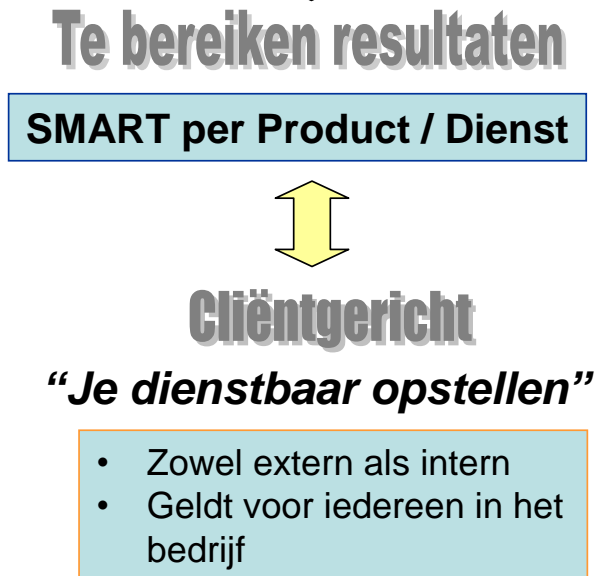 Te bereiken resultaten
SMART per Product / Dienst
Cliëntgericht
“Je dienstbaar opstellen”
• Zowel extern als intern
• Geldt voor iedereen in het
bedrijf